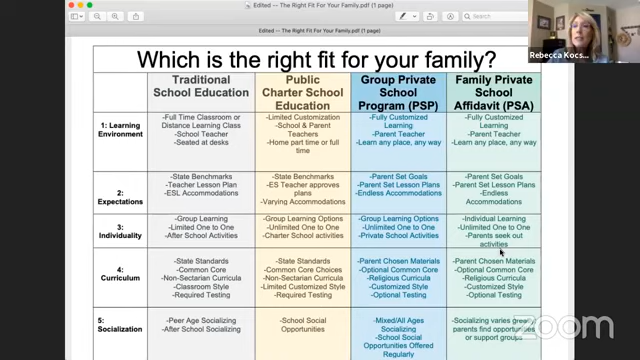 Edited -- The Right Fit For Your Family.pdf (1 page)
Search
Edited -- The Right Fit For Your Family.pdf (1 page)
Rebecca Kocs...
Which is the right fit for your family?
Traditional
School Education
Public
Charter School
Education
Group Private
School
Program (PSP)
Family Private
School
Affidavit (PSA)
1: Learning
Environment
-Full Time Classroom or
Distance Learning Class
-School Teacher
-Seated at desks
-Limited Customization
-School & Parent
Teachers
-Home part time or full
time
-Fully Customized
Learning
-Parent Teacher
-Learn any place, any way
-Fully Customized
Learning
-Parent Teacher
-Learn any place, any way
2:
Expectations
-State Benchmarks
-Teacher Lesson Plan
-ESL Accommodations
-State Benchmarks
-ES Teacher approves
plans
-Varying Accommodations
-Parent Set Goals
-Parent Set Lesson Plans
-Endless Accommodations
-Parent Set Goals
-Parent Set Lesson Plans
-Endless
Accommodations
3:
Individuality
-Group Learning
-Limited One to One
-After School Activities
-Group Learning Options
-Unlimited One to One
-Charter School activities
-Group Learning Options
-Unlimited One to One
-Private School Activities
-Individual Learning
-Unlimited One to One
-Parents seek out
activities
4:
Curriculum
-State Standards
-Common Core
-Non-Sectarian Curriculum
-Classroom Style
-Required Testing
-State Standards
-Common Core Choices
-Non-Sectarian Curriculum
-Limited Customized Style
-Required Testing
-Parent Chosen Materials
-Optional Common Core
-Religious Curriculum
-Customized Style
-Optional Testing
-Parent Chosen Materials
-Optional Common Core
-Religious Curriculum
-Customized Style
-Optional Testing
5:
Socialization
-Peer Age Socializing
-After School Socializing
-School Social
Opportunities
-Mixed/All Ages
Socializing
-School Social
Opportunities Offered
Regularly
-Socializing varies
parents find opportunities
or support groups
zoom